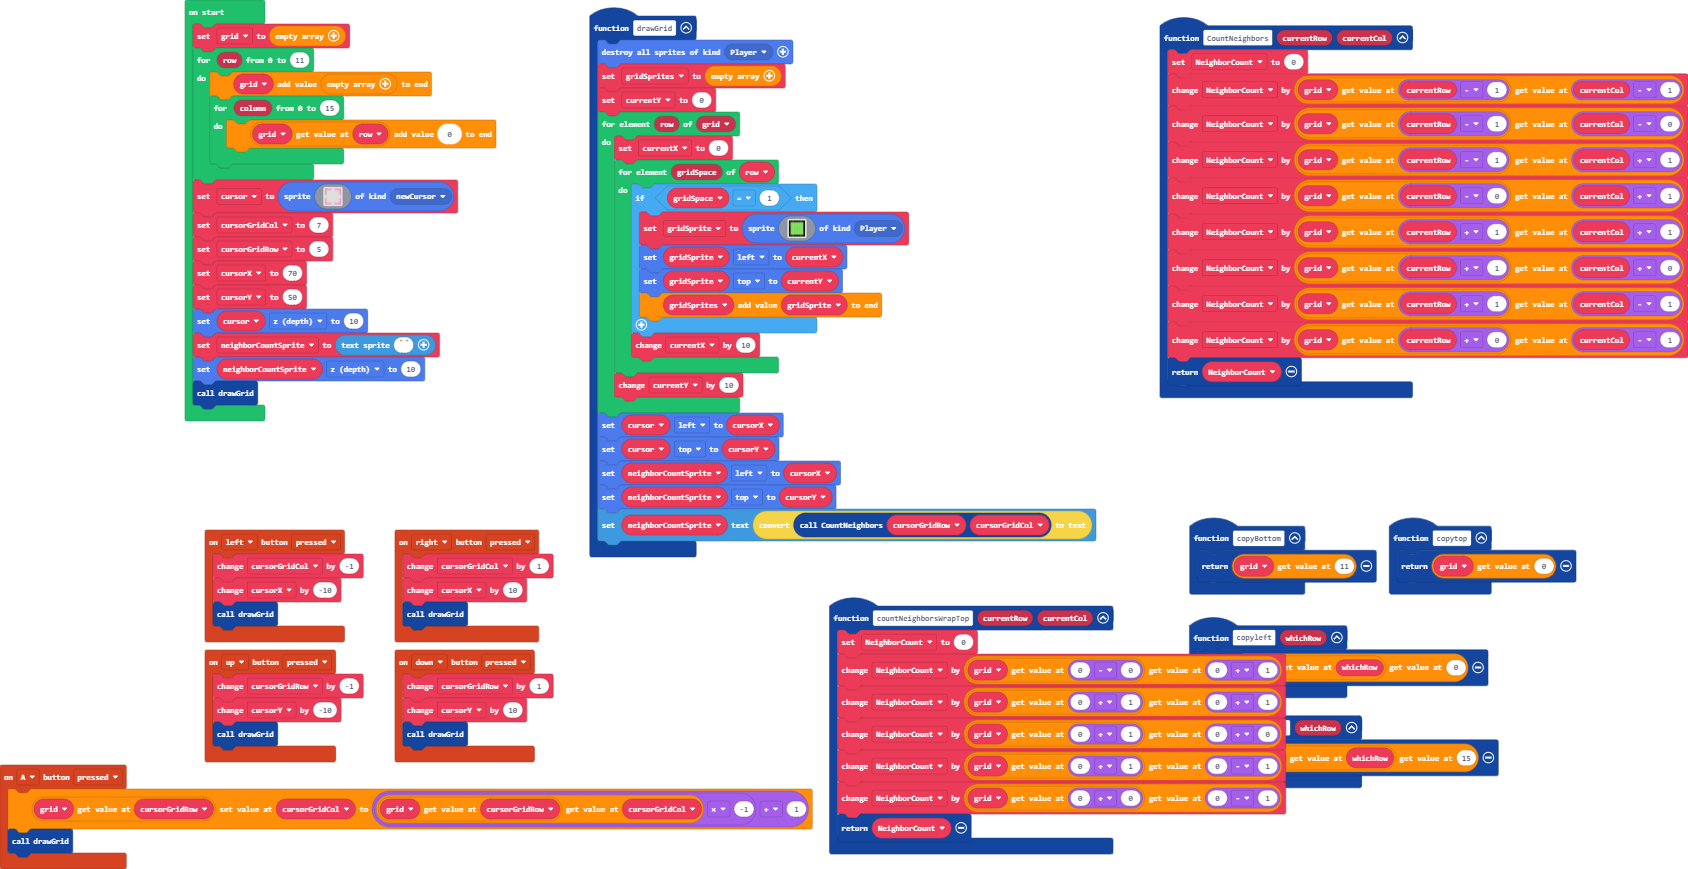 on start
set grid to empty array
for row from 0 to 11
do
grid add value empty array to end
for column from 0 to 15
do
grid get value at row add value 0 to end
set cursor to sprite of kind newCursor
set cursorGridCol to 7
set cursorGridRow to 5
set cursorX to 70
set cursorY to 50
set cursor z (depth) to 10
set neighborCountSprite to text sprite " "
set neighborCountSprite z (depth) to 10
call drawGrid
function drawGrid
destroy all sprites of kind Player
set gridSprites to empty array
set currentY to 0
for element row of grid
do
set currentX to 0
for element gridSpace of row
do
if gridSpace = 1 then
set gridSprite to sprite of kind Player
set gridSprite left to currentX
set gridSprite top to currentY
gridSprites add value gridSprite to end
change currentX by 10
change currentY by 10
set cursor left to cursorX
set cursor top to cursorY
set neighborCountSprite left to cursorX
set neighborCountSprite top to cursorY
set neighborCountSprite text convert call CountNeighbors cursorGridRow cursorGridCol to text
function CountNeighbors currentRow currentCol
set NeighborCount to 0
change NeighborCount by grid get value at currentRow - 1 get value at currentCol - 1
change NeighborCount by grid get value at currentRow - 1 get value at currentCol - 0
change NeighborCount by grid get value at currentRow - 1 get value at currentCol + 1
change NeighborCount by grid get value at currentRow - 0 get value at currentCol + 1
change NeighborCount by grid get value at currentRow + 1 get value at currentCol + 1
change NeighborCount by grid get value at currentRow + 1 get value at currentCol + 0
change NeighborCount by grid get value at currentRow + 1 get value at currentCol - 1
change NeighborCount by grid get value at currentRow + 0 get value at currentCol - 1
return NeighborCount
on left button pressed
change cursorGridCol by -1
change cursorX by -10
call drawGrid
on right button pressed
change cursorGridCol by 1
change cursorX by 10
call drawGrid
on up button pressed
change cursorGridRow by -1
change cursorY by -10
call drawGrid
on down button pressed
change cursorGridRow by 1
change cursorY by 10
call drawGrid
on A button pressed
grid get value at cursorGridRow set value at cursorGridCol to grid get value at cursorGridRow get value at cursorGridCol × -1 + 1
call drawGrid
function copyBottom
return grid get value at 11
function copytop
return grid get value at 0
function countNeighborsWrapTop currentRow currentCol
set NeighborCount to 0
change NeighborCount by grid get value at 0 - 0 get value at 0 + 1
change NeighborCount by grid get value at 0 + 1 get value at 0 + 1
change NeighborCount by grid get value at 0 + 1 get value at 0 + 0
change NeighborCount by grid get value at 0 + 1 get value at 0 - 1
change NeighborCount by grid get value at 0 + 0 get value at 0 - 1
return NeighborCount
function copyleft whichRow
value at whichRow get value at 0
whichRow
get value at whichRow get value at 15